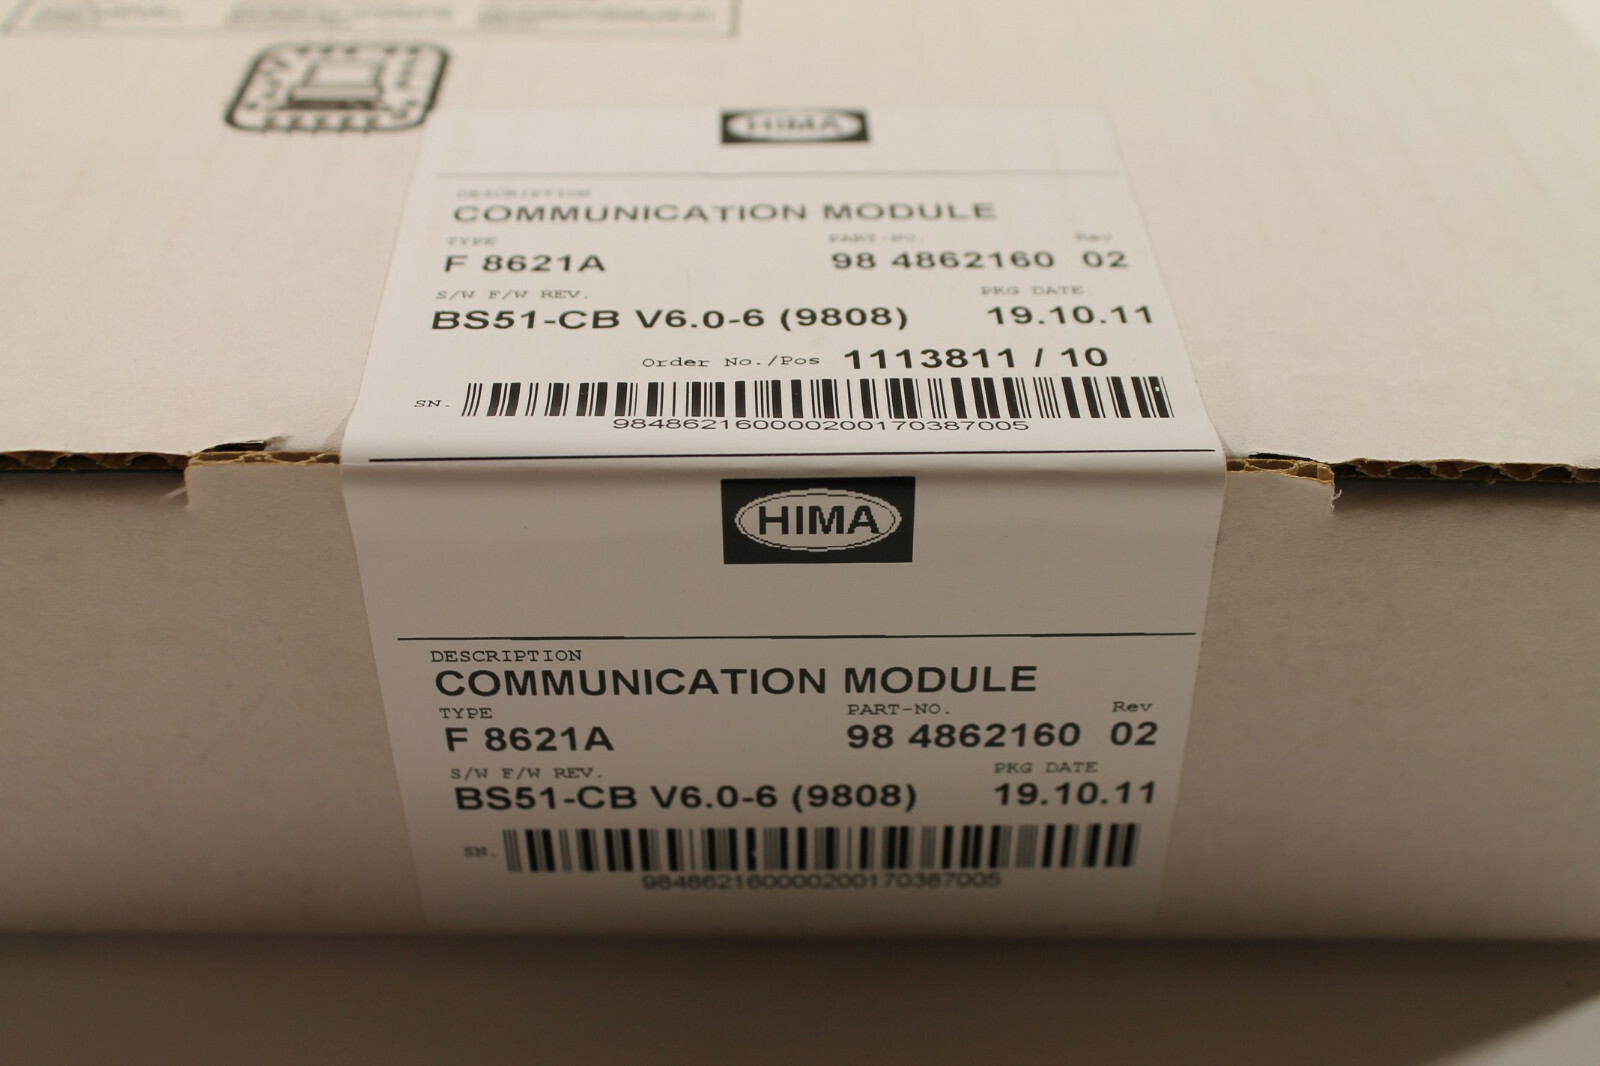 HIMA
DESCRIPTION
COMMUNICATION MODULE
TYPE PART-NO. Rev
F 8621A 98 4862160 02
S/W F/W REV. PKG DATE
BS51-CB V6.0-6 (9808) 19.10.11
Order No./Pos 1113811 / 10
SN.
984862160000200170387005
HIMA
DESCRIPTION
COMMUNICATION MODULE
TYPE PART-NO. Rev
F 8621A 98 4862160 02
S/W F/W REV. PKG DATE
BS51-CB V6.0-6 (9808) 19.10.11
SN.
984862160000200170387005